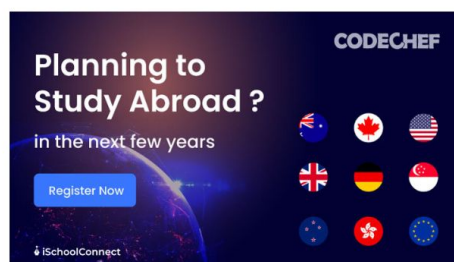 CODECHEF
Planning to
Study Abroad ?
in the next few years
Register Now
iSchoolConnect